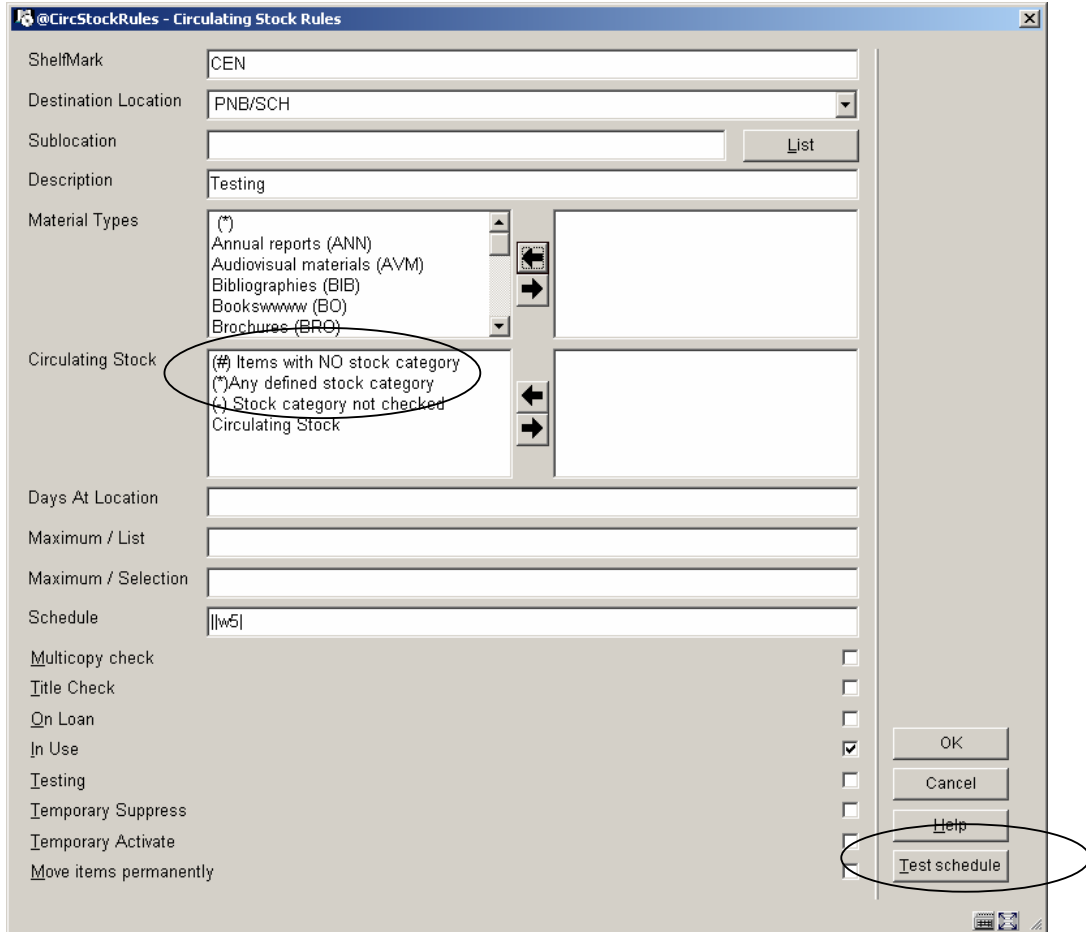 @CircStockRules - Circulating Stock Rules
ShelfMark CEN
Destination Location PNB/SCH
Sublocation List
Description Testing
Material Types (*)
Annual reports (ANN)
Audiovisual materials (AVM)
Bibliographies (BIB)
Bookswwww (BO)
Brochures (BRO)
Circulating Stock (#) Items with NO stock category
(*)Any defined stock category
(-) Stock category not checked
Circulating Stock
Days At Location
Maximum / List
Maximum / Selection
Schedule ||w5|
Multicopy check
Title Check
On Loan
In Use OK
Testing Cancel
Temporary Suppress Help
Temporary Activate
Move items permanently Test schedule